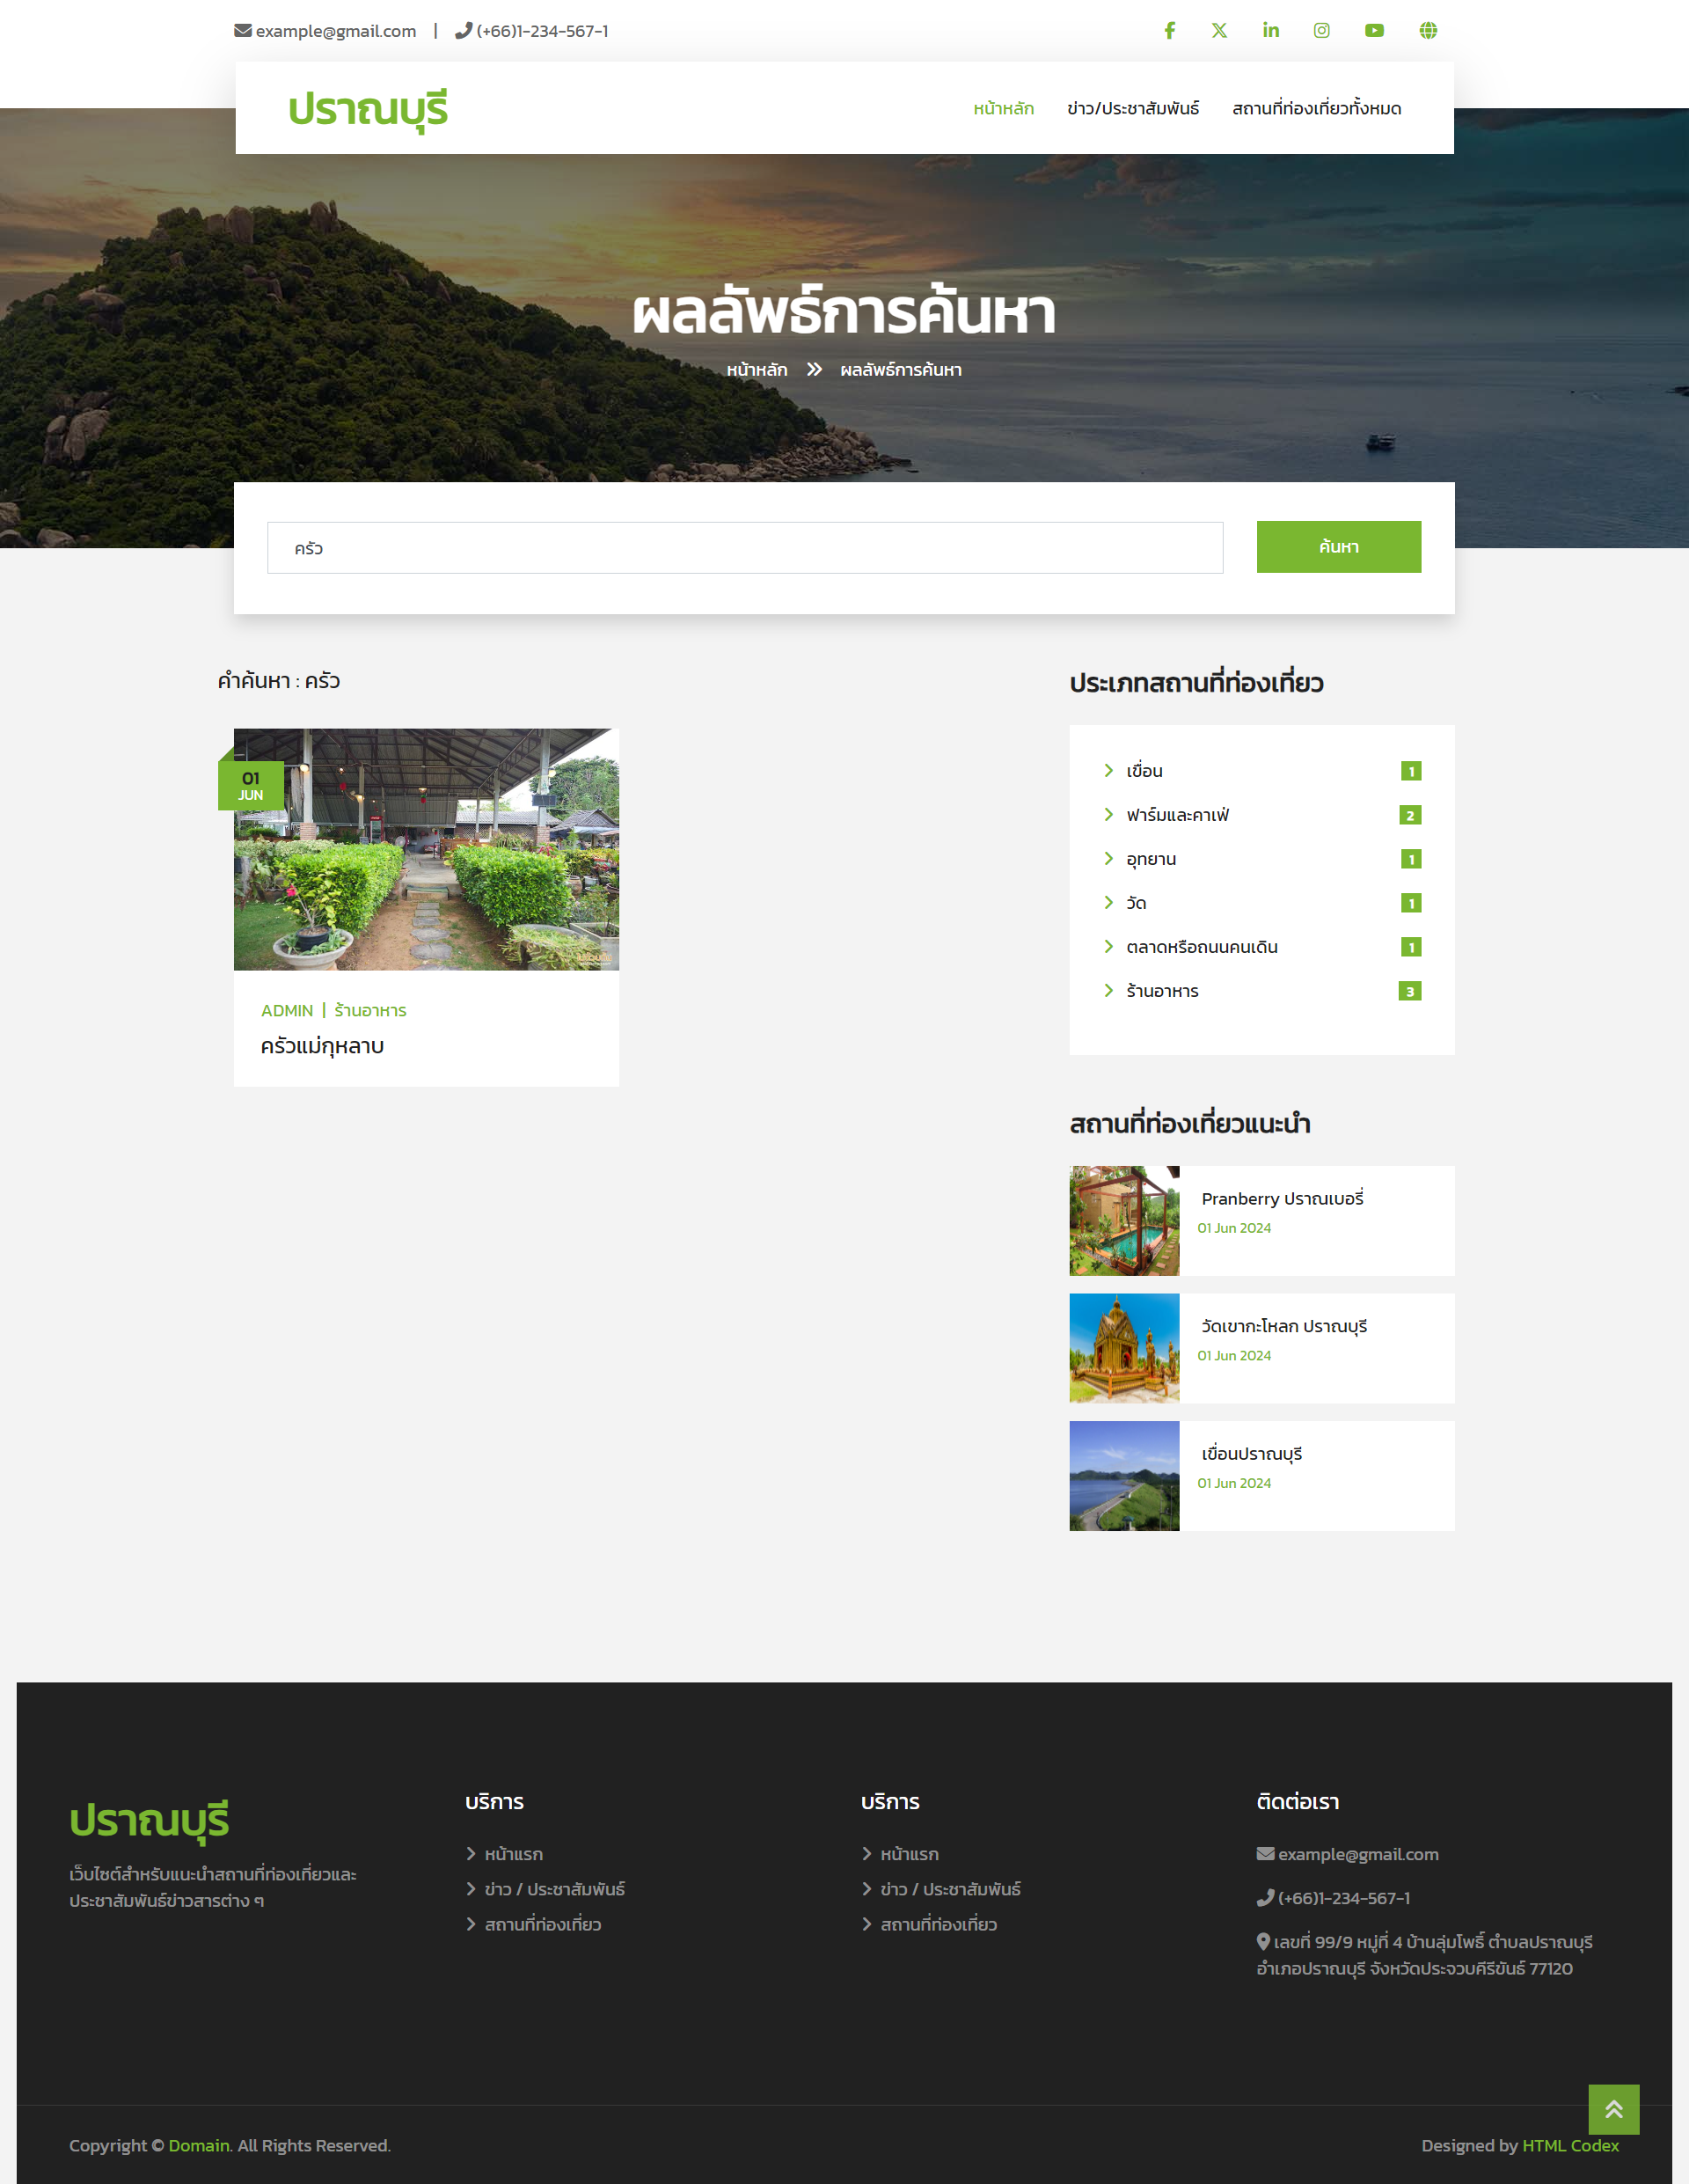 example@gmail.com | (+66)1-234-567-1
ปราณบุรี
หน้าหลัก ข่าว/ประชาสัมพันธ์ สถานที่ท่องเที่ยวทั้งหมด
ผลลัพธ์การค้นหา
หน้าหลัก ผลลัพธ์การค้นหา
ครัว ค้นหา
คำค้นหา : ครัว
01
JUN
ADMIN | ร้านอาหาร
ครัวแม่กุหลาบ
ประเภทสถานที่ท่องเที่ยว
เขื่อน 1
ฟาร์มและคาเฟ่ 2
อุทยาน 1
วัด 1
ตลาดหรือถนนคนเดิน 1
ร้านอาหาร 3
สถานที่ท่องเที่ยวแนะนำ
Pranberry ปราณเบอรี่
01 Jun 2024
วัดเขากะโหลก ปราณบุรี
01 Jun 2024
เขื่อนปราณบุรี
01 Jun 2024
ปราณบุรี
เว็บไซต์สำหรับแนะนำสถานที่ท่องเที่ยวและ
ประชาสัมพันธ์ข่าวสารต่าง ๆ
บริการ
หน้าแรก
ข่าว / ประชาสัมพันธ์
สถานที่ท่องเที่ยว
บริการ
หน้าแรก
ข่าว / ประชาสัมพันธ์
สถานที่ท่องเที่ยว
ติดต่อเรา
example@gmail.com
(+66)1-234-567-1
เลขที่ 99/9 หมู่ที่ 4 บ้านลุ่มโพธิ์ ตำบลปราณบุรี
อำเภอปราณบุรี จังหวัดประจวบคีรีขันธ์ 77120
Copyright © Domain. All Rights Reserved.
Designed by HTML Codex